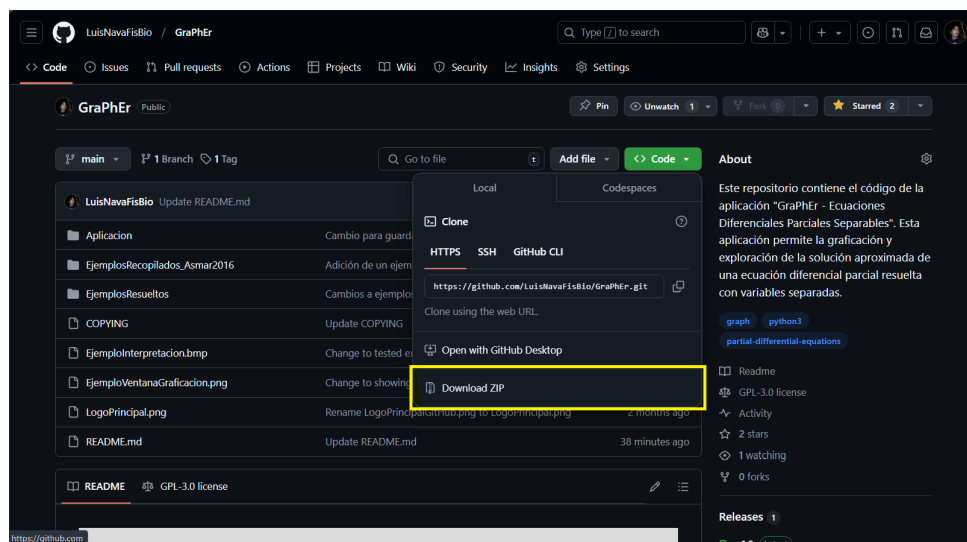 LuisNavaFisBio / GraPhEr
Type / to search
Code Issues Pull requests Actions Projects Wiki Security Insights Settings
GraPhEr Public
Pin Unwatch 1 Fork 0 Starred 2
main 1 Branch 1 Tag
Go to file t
Add file
Code
Local Codespaces
Clone
HTTPS SSH GitHub CLI
https://github.com/LuisNavaFisBio/GraPhEr.git
Clone using the web URL.
Open with GitHub Desktop
Download ZIP
LuisNavaFisBio Update README.md
Aplicacion Cambio para guard
EjemplosRecopilados_Asmar2016 Adición de un ejem
EjemplosResueltos Cambios a ejemplo
COPYING Update COPYING
EjemploInterpretacion.bmp Change to tested e
EjemploVentanaGraficacion.png Change to showing
LogoPrincipal.png Rename LogoPrincipalGitHub.png to LogoPrincipal.png 2 months ago
README.md Update README.md 38 minutes ago
README GPL-3.0 license
About
Este repositorio contiene el código de la
aplicación "GraPhEr - Ecuaciones
Diferenciales Parciales Separables". Esta
aplicación permite la graficación y
exploración de la solución aproximada de
una ecuación diferencial parcial resuelta
con variables separadas.
graph python3
partial-differential-equations
Readme
GPL-3.0 license
Activity
2 stars
1 watching
0 forks
Releases 1
https://github.com